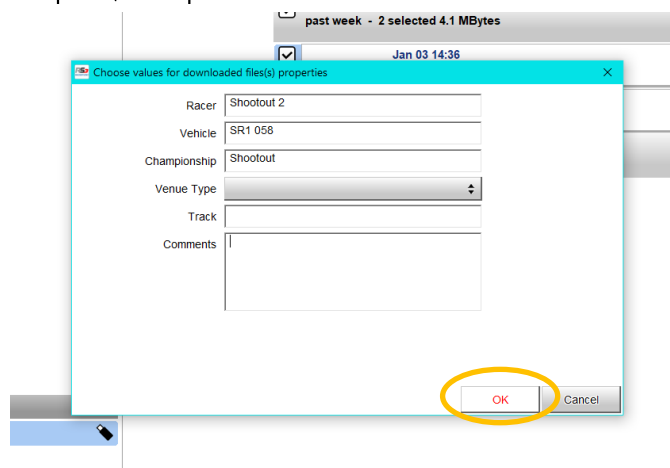 past week - 2 selected 4.1 MBytes
Jan 03 14:36
Choose values for downloaded files(s) properties
Racer Shootout 2
Vehicle SR1 058
Championship Shootout
Venue Type
Track
Comments
OK Cancel